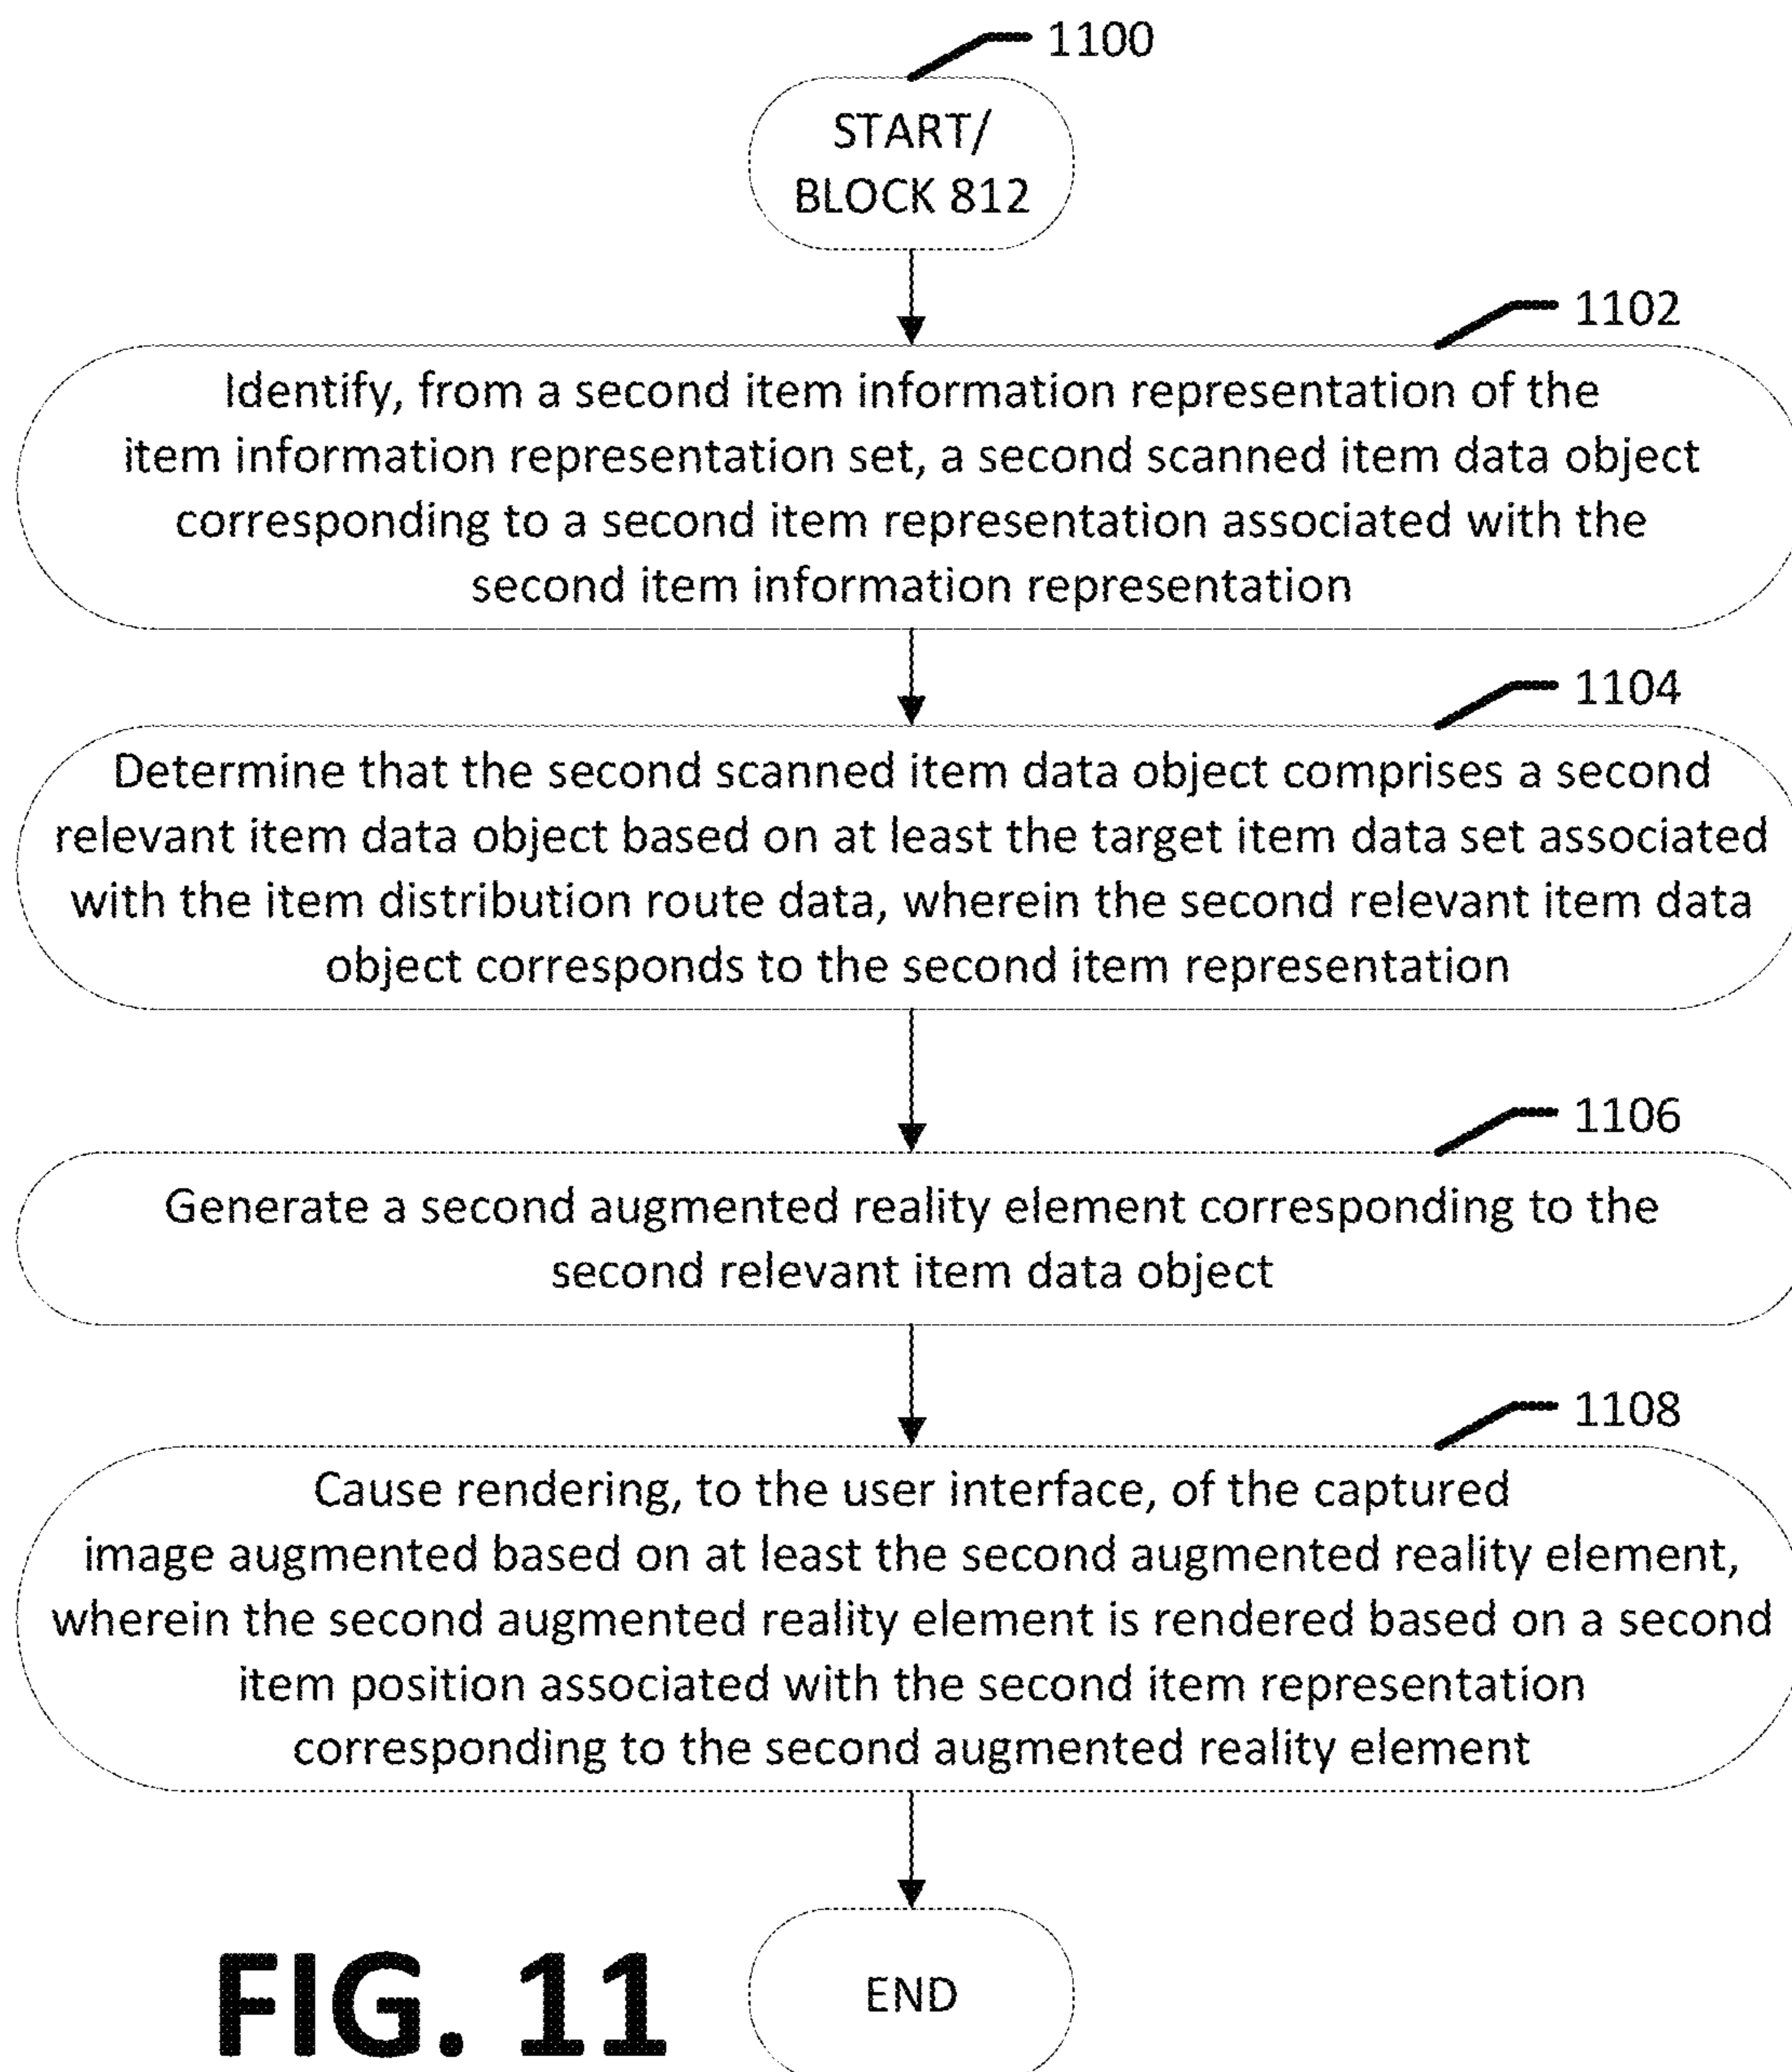 1100
START/
BLOCK 812
1102
Identify, from a second item information representation of the
item information representation set, a second scanned item data object
corresponding to a second item representation associated with the
second item information representation
1104
Determine that the second scanned item data object comprises a second
relevant item data object based on at least the target item data set associated
with the item distribution route data, wherein the second relevant item data
object corresponds to the second item representation
1106
Generate a second augmented reality element corresponding to the
second relevant item data object
1108
Cause rendering, to the user interface, of the captured
image augmented based on at least the second augmented reality element,
wherein the second augmented reality element is rendered based on a second
item position associated with the second item representation
corresponding to the second augmented reality element
END
FIG. 11